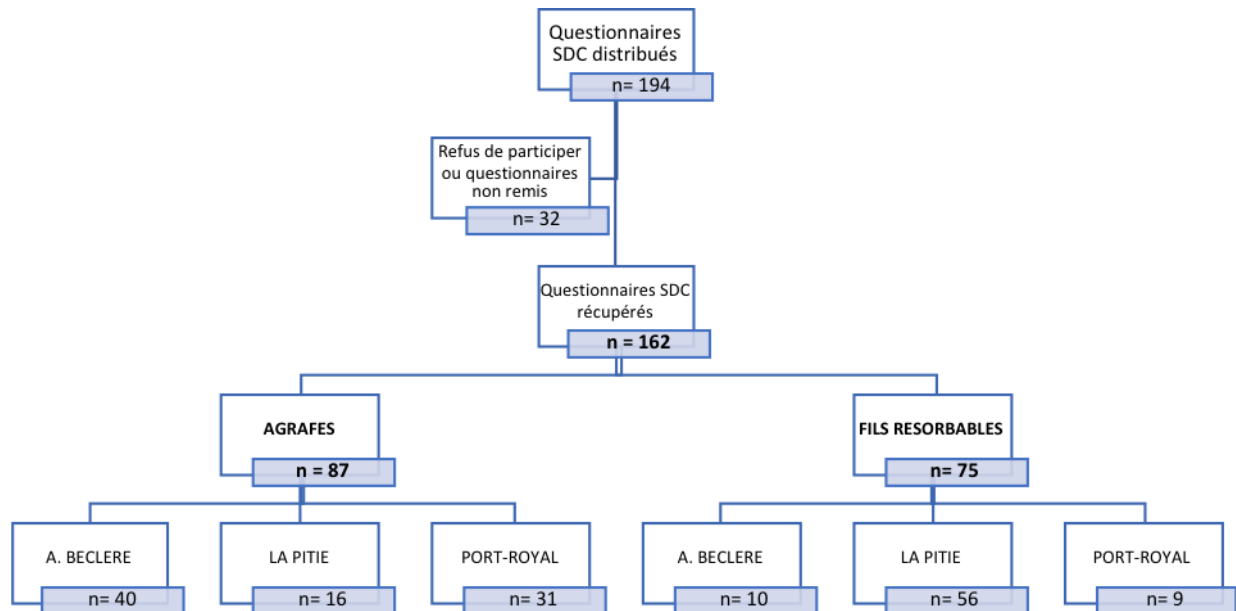 Questionnaires
SDC distribués
n= 194
Refus de participer
ou questionnaires
non remis
n= 32
Questionnaires SDC
récupérés
n = 162
AGRAFES
n = 87
FILS RESORBABLES
n= 75
A. BECLERE
n= 40
LA PITIE
n= 16
PORT-ROYAL
n= 31
A. BECLERE
n= 10
LA PITIE
n= 56
PORT-ROYAL
n= 9